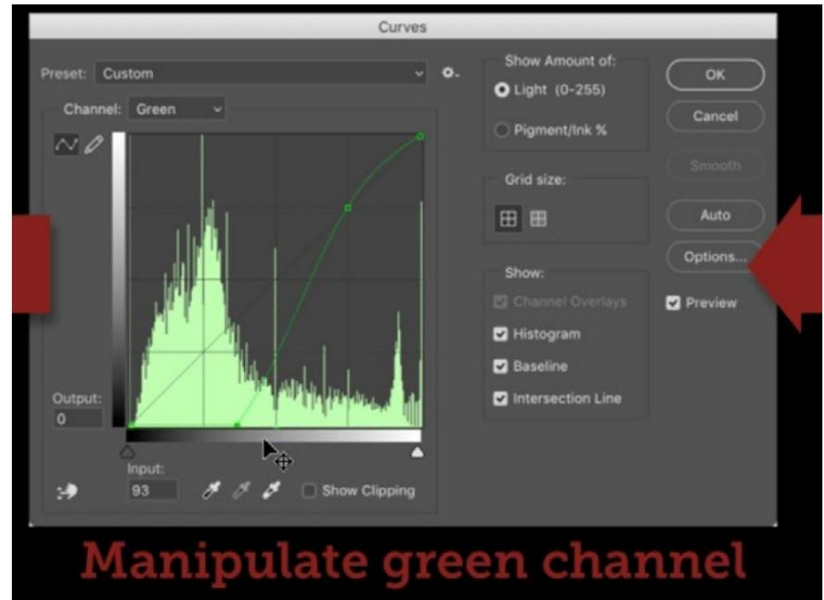 Curves
Preset: Custom
Channel: Green
Output:
0
Input:
93
Show Clipping
Show Amount of:
Light (0-255)
Pigment/Ink %
Grid size:
Show:
Channel Overlays
Histogram
Baseline
Intersection Line
OK
Cancel
Smooth
Auto
Options...
Preview
Manipulate green channel